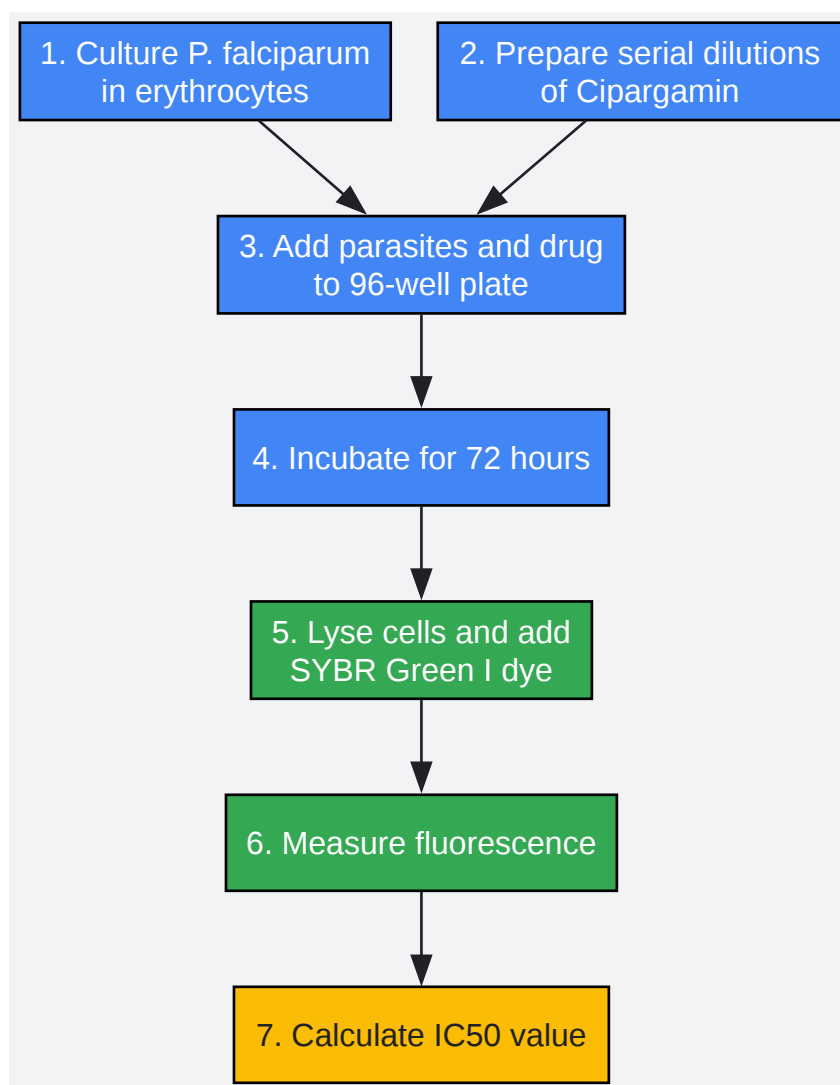 1. Culture P. falciparum
in erythrocytes
2. Prepare serial dilutions
of Cipargamin
3. Add parasites and drug
to 96-well plate
4. Incubate for 72 hours
5. Lyse cells and add
SYBR Green I dye
6. Measure fluorescence
7. Calculate IC50 value